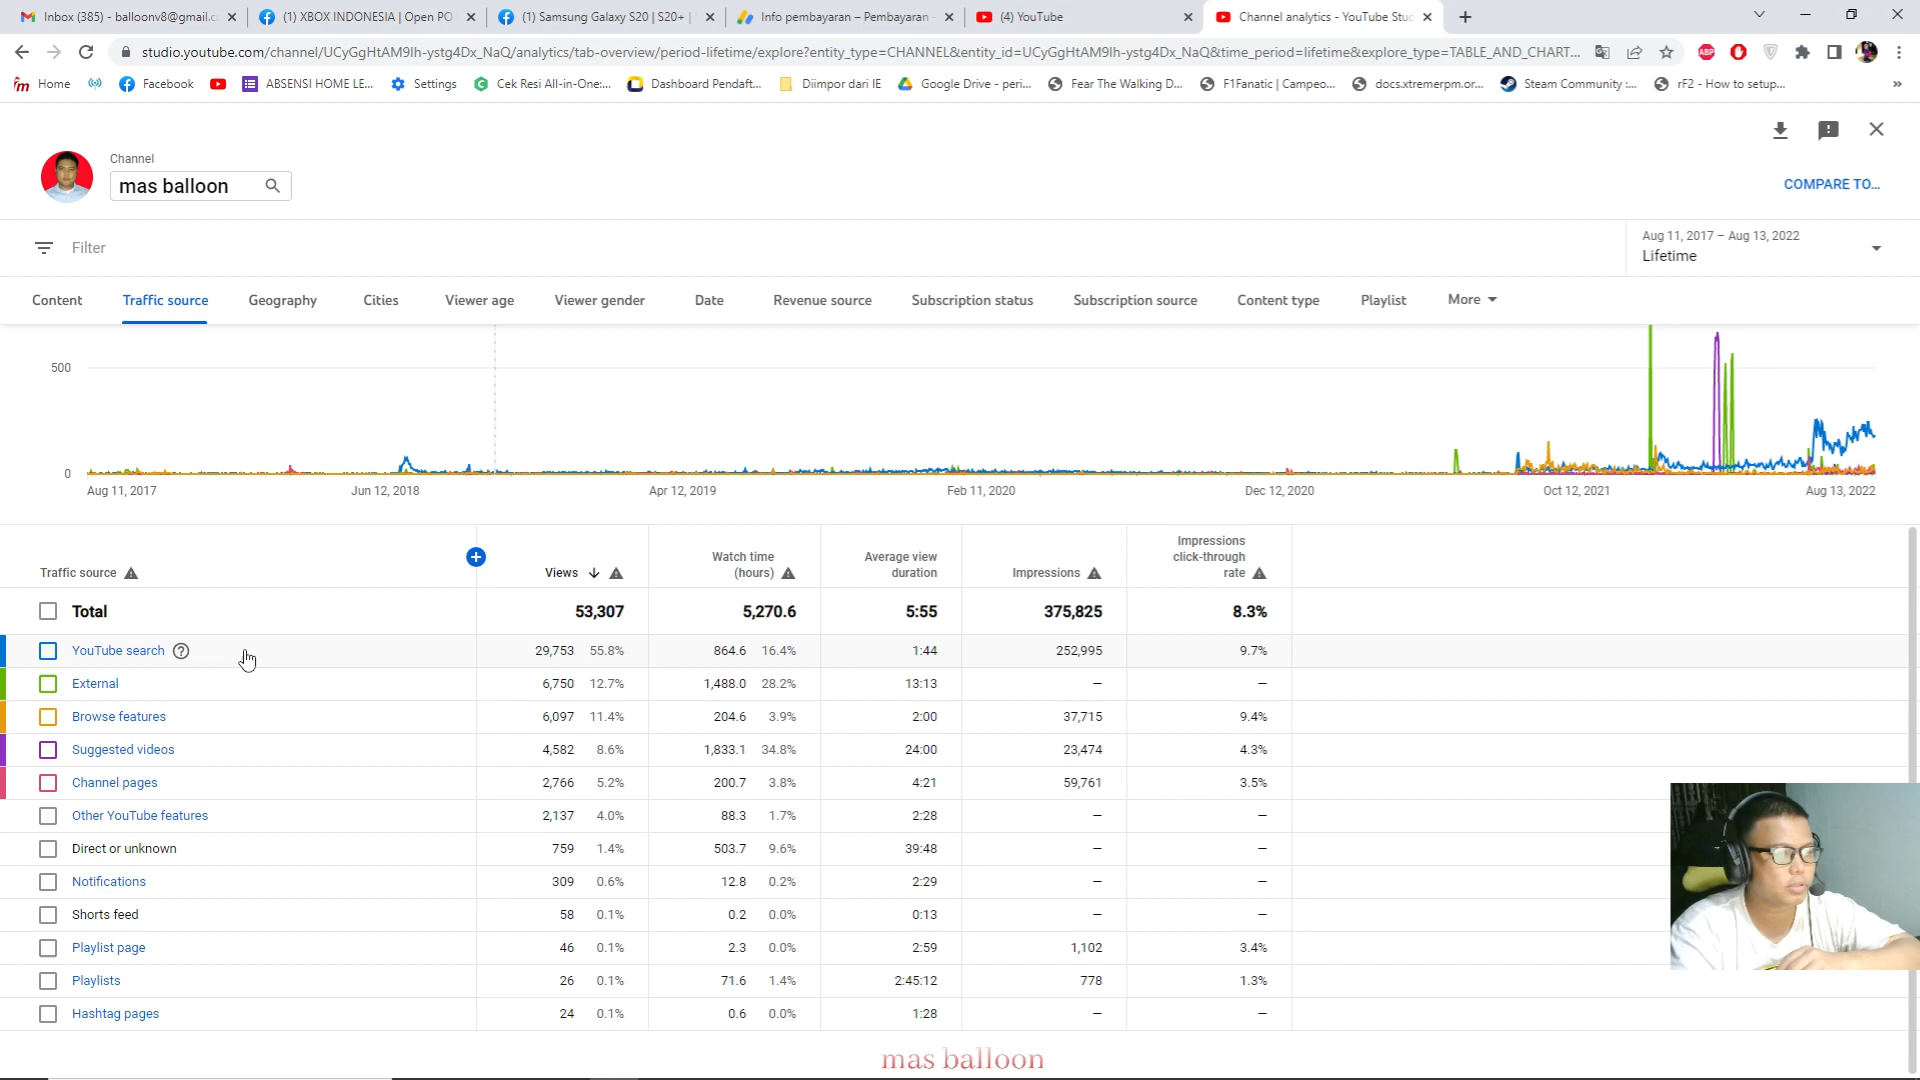 Inbox (385) - balloonv8@gmail.c
(1) XBOX INDONESIA | Open PO
(1) Samsung Galaxy S20 | S20+ |
Info pembayaran – Pembayaran
(4) YouTube
Channel analytics - YouTube Stu
studio.youtube.com/channel/UCyGgHtAM9Ih-ystg4Dx_NaQ/analytics/tab-overview/period-lifetime/explore?entity_type=CHANNEL&entity_id=UCyGgHtAM9Ih-ystg4Dx_NaQ&time_period=lifetime&explore_type=TABLE_AND_CHART...
Home
Facebook
ABSENSI HOME LE...
Settings
Cek Resi All-in-One:...
Dashboard Pendaft...
Diimpor dari IE
Google Drive - peri...
Fear The Walking D...
F1Fanatic | Campeo...
docs.xtremerpm.or...
Steam Community :...
rF2 - How to setup...
Channel
mas balloon
COMPARE TO...
Filter
Aug 11, 2017 – Aug 13, 2022
Lifetime
Content Traffic source Geography Cities Viewer age Viewer gender Date Revenue source Subscription status Subscription source Content type Playlist More
500
0
Aug 11, 2017 Jun 12, 2018 Apr 12, 2019 Feb 11, 2020 Dec 12, 2020 Oct 12, 2021 Aug 13, 2022
Traffic source Views Watch time (hours) Average view duration Impressions Impressions click-through rate
Total 53,307 5,270.6 5:55 375,825 8.3%
YouTube search 29,753 55.8% 864.6 16.4% 1:44 252,995 9.7%
External 6,750 12.7% 1,488.0 28.2% 13:13 – –
Browse features 6,097 11.4% 204.6 3.9% 2:00 37,715 9.4%
Suggested videos 4,582 8.6% 1,833.1 34.8% 24:00 23,474 4.3%
Channel pages 2,766 5.2% 200.7 3.8% 4:21 59,761 3.5%
Other YouTube features 2,137 4.0% 88.3 1.7% 2:28 – –
Direct or unknown 759 1.4% 503.7 9.6% 39:48 – –
Notifications 309 0.6% 12.8 0.2% 2:29 – –
Shorts feed 58 0.1% 0.2 0.0% 0:13 – –
Playlist page 46 0.1% 2.3 0.0% 2:59 1,102 3.4%
Playlists 26 0.1% 71.6 1.4% 2:45:12 778 1.3%
Hashtag pages 24 0.1% 0.6 0.0% 1:28 – –
mas balloon